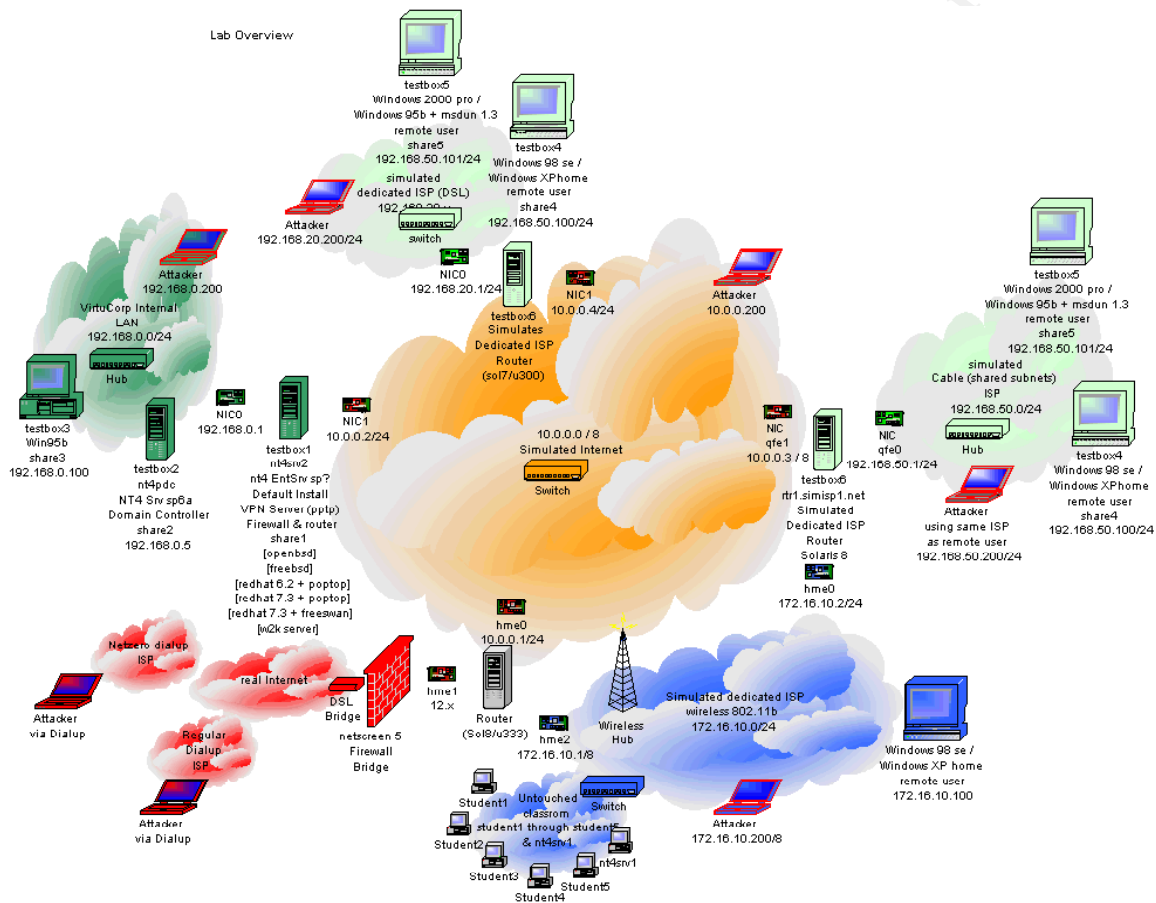 Lab Overview
testbox5
Windows 2000 pro /
Windows 95b + msdun 1.3
remote user
share5
192.168.50.101/24
testbox4
Windows 98 se /
Windows XPhome
remote user
share4
192.168.50.100/24
simulated
dedicated ISP (DSL)
switch
Attacker
192.168.20.200/24
NIC0
192.168.20.1/24
testbox6
Simulates
Dedicated ISP
Router
(sol7/u300)
NIC1
10.0.0.4/24
Attacker
10.0.0.200
Attacker
192.168.0.200
VirtuCorp Internal
LAN
192.168.0.0/24
Hub
testbox3
Win95b
share3
192.168.0.100
testbox2
nt4pdc
NT4 Srv sp6a
Domain Controller
share2
192.168.0.5
NIC0
192.168.0.1
testbox1
nt4srv2
nt4 EntSrv sp?
Default Install
VPN Server (pptp)
Firewall & router
share1
[openbsd]
[freebsd]
[redhat 6.2 + poptop]
[redhat 7.3 + poptop]
[redhat 7.3 + freeswan]
[w2k server]
NIC1
10.0.0.2/24
10.0.0.0 / 8
Simulated Internet
Switch
NIC
qfe1
10.0.0.3 / 8
testbox6
rtr1.simisp1.net
Simulated
Dedicated ISP
Router
Solaris 8
NIC
qfe0
192.168.50.1/24
hme0
172.16.10.2/24
testbox5
Windows 2000 pro /
Windows 95b + msdun 1.3
remote user
share5
192.168.50.101/24
simulated
Cable (shared subnets)
ISP
192.168.50.0/24
Hub
testbox4
Windows 98 se /
Windows XPhome
remote user
share4
192.168.50.100/24
Attacker
using same ISP
as remote user
192.168.50.200/24
hme0
10.0.0.1/24
Netzero dialup
ISP
real Internet
Attacker
via Dialup
Regular
Dialup
ISP
Attacker
via Dialup
DSL
Bridge
netscreen 5
Firewall
Bridge
hme1
12.x
Router
(Sol8/u333)
hme2
172.16.10.1/8
Wireless
Hub
Simulated dedicated ISP
wireless 802.11b
172.16.10.0/24
Windows 98 se /
Windows XP home
remote user
172.16.10.100
Attacker
172.16.10.200/8
Switch
Untouched
classrom
student1 through student5
& nt4srv1
Student1
Student2
Student3
Student4
Student5
nt4srv1